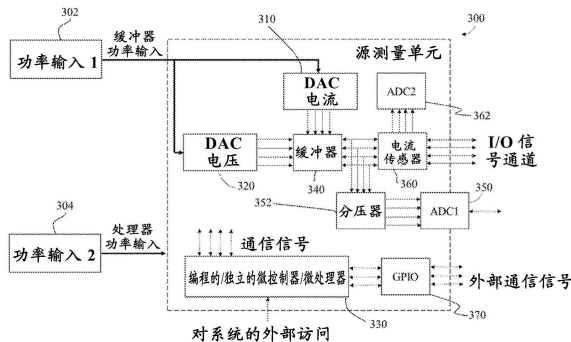 302
功率输入 1
缓冲器
功率输入
310
300
源测量单元
DAC
电流
ADC2
362
DAC
电压
320
缓冲器
340
电流
传感器
360
I/O 信
号通道
304
功率输入 2
处理器
功率输入
352
分压器
350
ADC1
通信信号
编程的/独立的微控制器/微处理器
330
GPIO
370
外部通信信号
对系统的外部访问